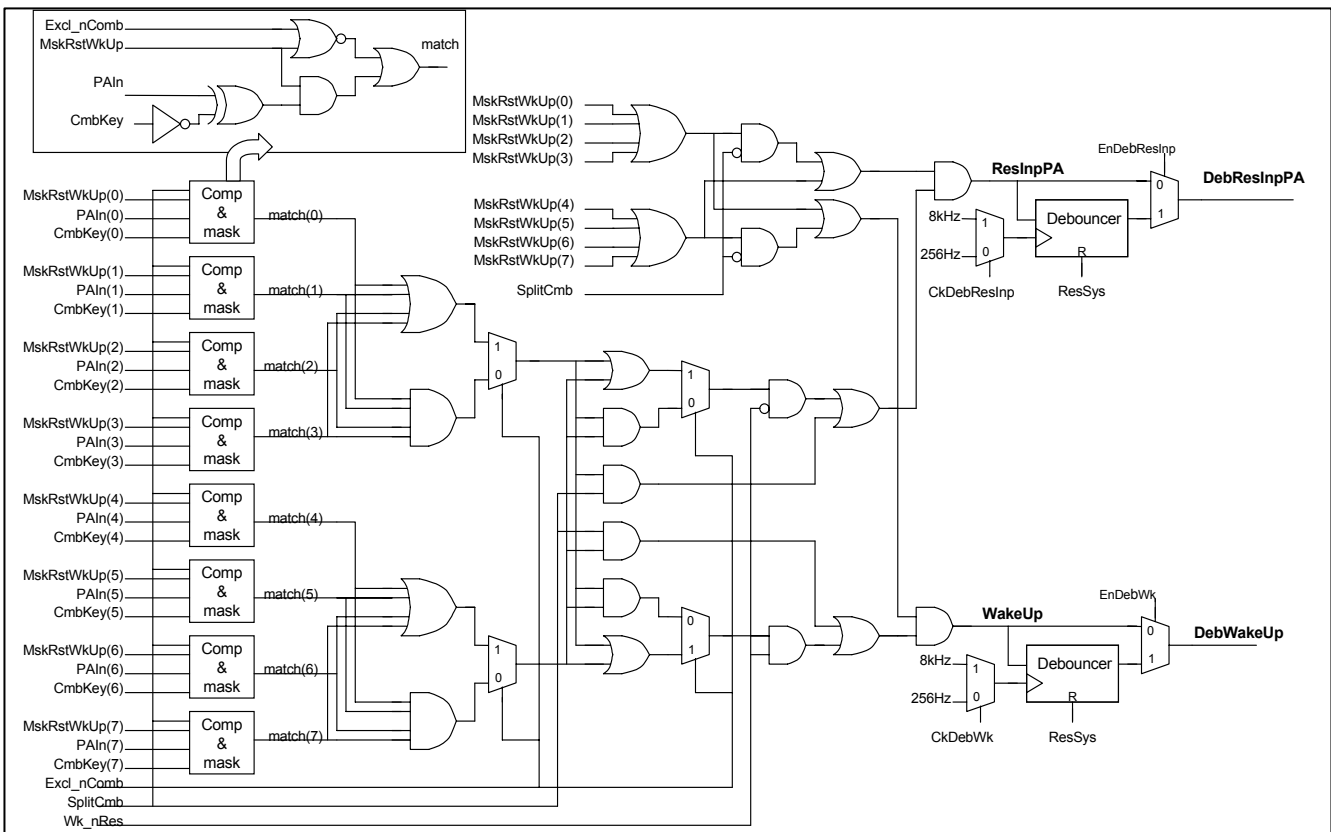 Excl_nComb
MskRstWkUp
PAIn
CmbKey
match
MskRstWkUp(0)
PAIn(0)
CmbKey(0)
Comp
&
mask
match(0)
MskRstWkUp(1)
PAIn(1)
CmbKey(1)
Comp
&
mask
match(1)
MskRstWkUp(2)
PAIn(2)
CmbKey(2)
Comp
&
mask
match(2)
MskRstWkUp(3)
PAIn(3)
CmbKey(3)
Comp
&
mask
match(3)
MskRstWkUp(4)
PAIn(4)
CmbKey(4)
Comp
&
mask
match(4)
MskRstWkUp(5)
PAIn(5)
CmbKey(5)
Comp
&
mask
match(5)
MskRstWkUp(6)
PAIn(6)
CmbKey(6)
Comp
&
mask
match(6)
MskRstWkUp(7)
PAIn(7)
CmbKey(7)
Comp
&
mask
match(7)
Excl_nComb
SplitCmb
Wk_nRes
1
0
1
0
1
0
0
1
MskRstWkUp(0)
MskRstWkUp(1)
MskRstWkUp(2)
MskRstWkUp(3)
MskRstWkUp(4)
MskRstWkUp(5)
MskRstWkUp(6)
MskRstWkUp(7)
SplitCmb
ResInpPA
EnDebResInp
DebResInpPA
0
1
8kHz
256Hz
1
0
CkDebResInp
Debouncer
R
ResSys
WakeUp
EnDebWk
DebWakeUp
0
1
8kHz
256Hz
1
0
CkDebWk
Debouncer
R
ResSys